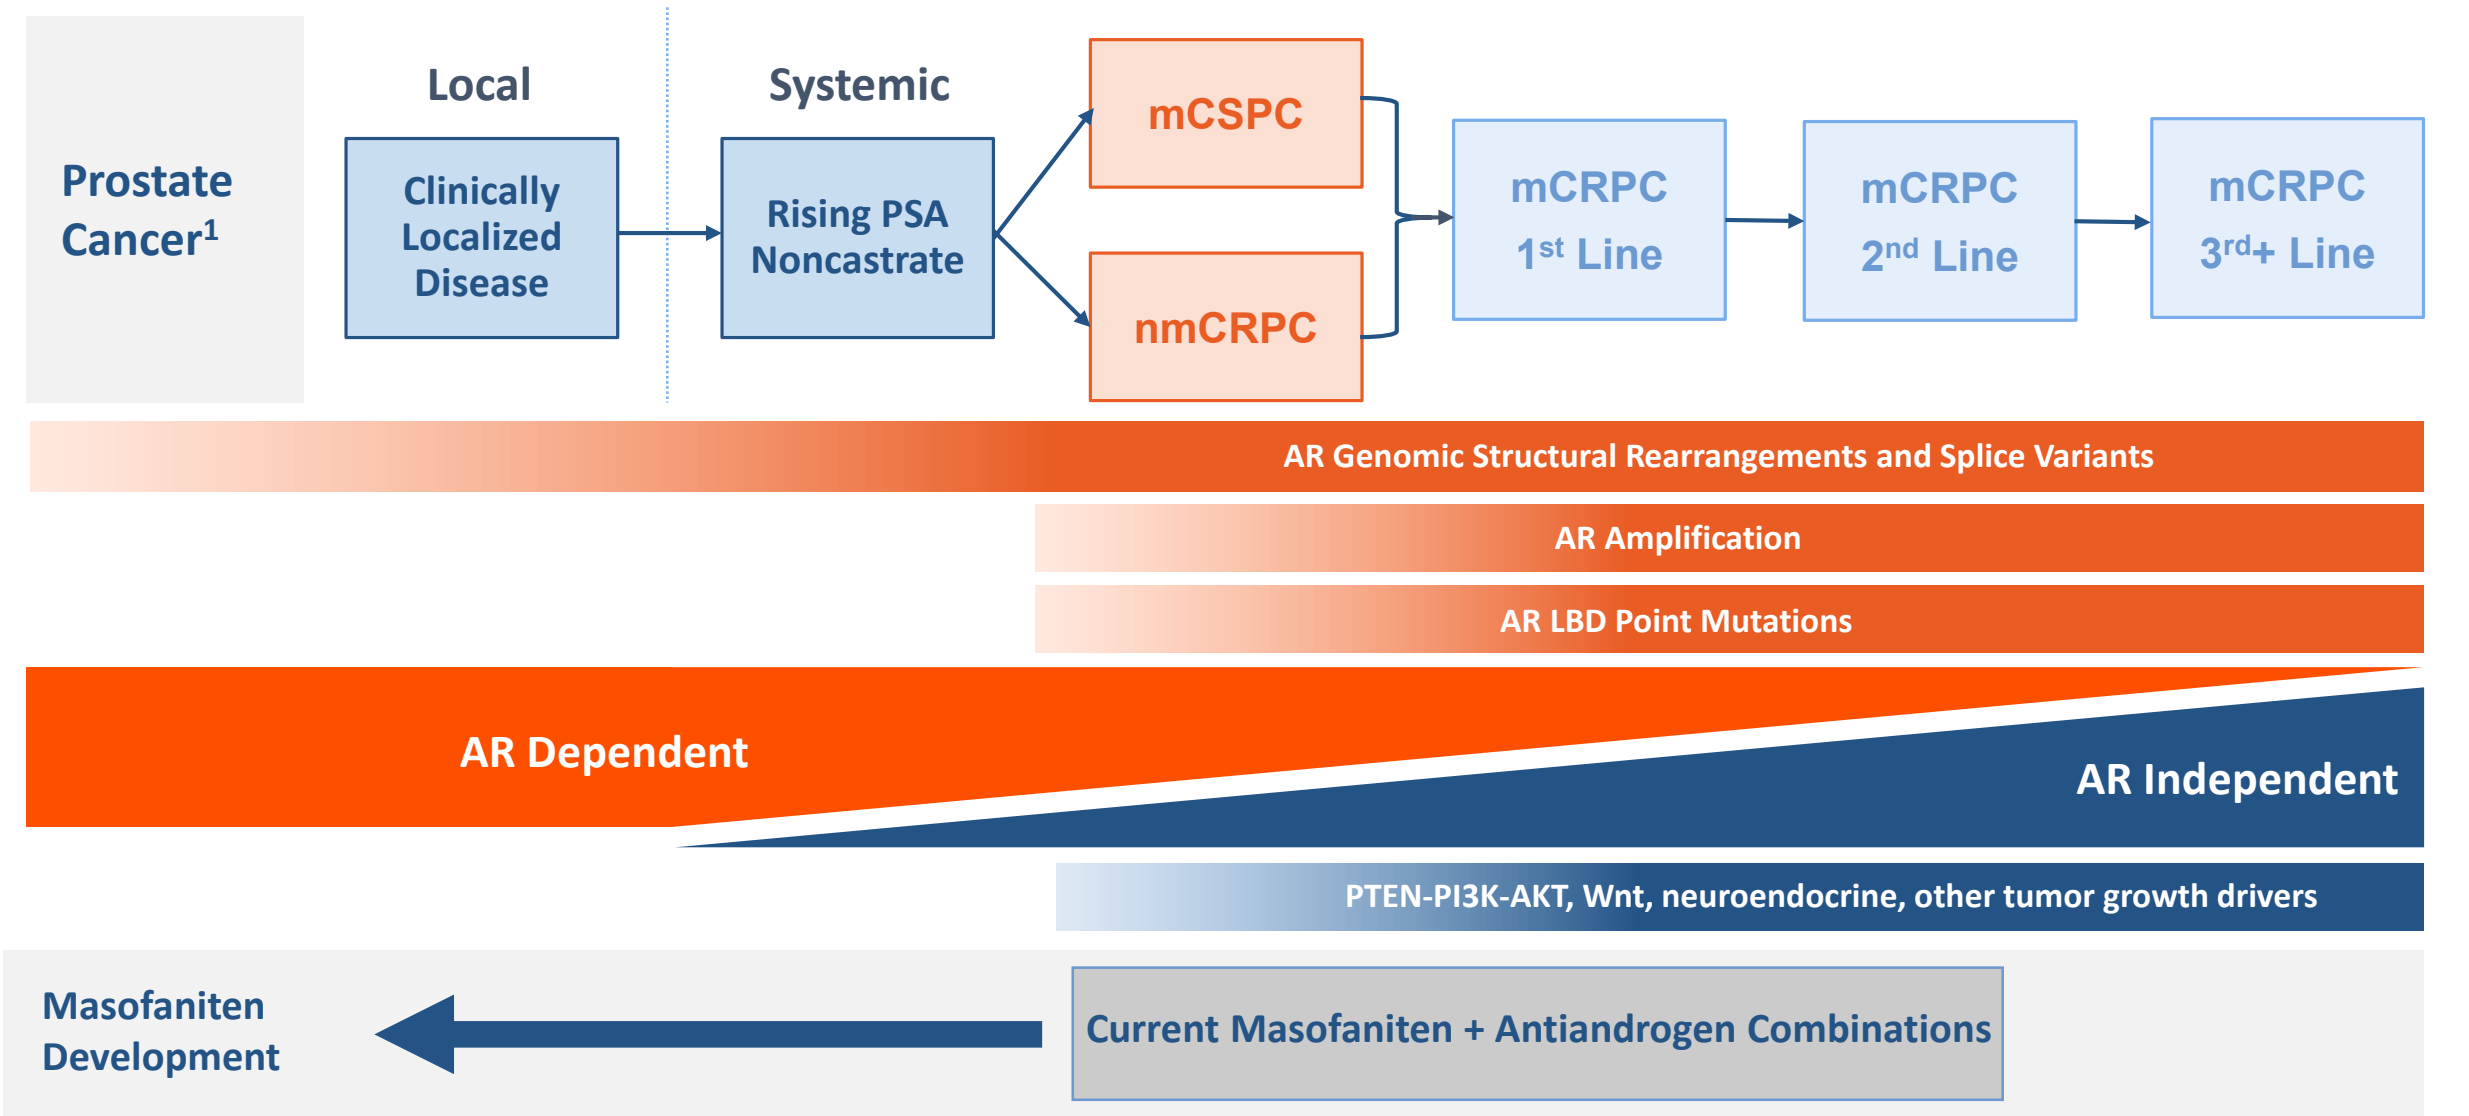 Prostate
Cancer¹
Local
Systemic
Clinically
Localized
Disease
Rising PSA
Noncastrate
mCSPC
nmCRPC
mCRPC
1st Line
mCRPC
2nd Line
mCRPC
3rd+ Line
AR Genomic Structural Rearrangements and Splice Variants
AR Amplification
AR LBD Point Mutations
AR Dependent
AR Independent
PTEN-PI3K-AKT, Wnt, neuroendocrine, other tumor growth drivers
Masofaniten
Development
Current Masofaniten + Antiandrogen Combinations